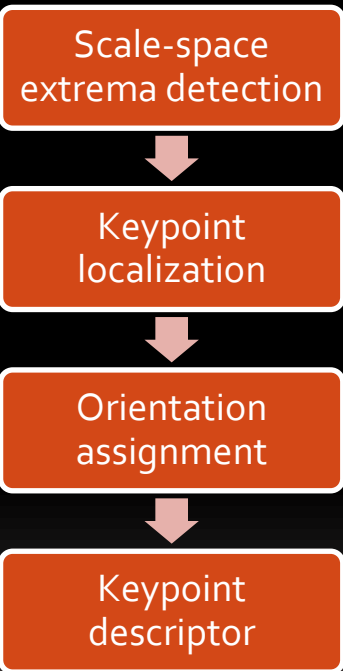 Scale-space
extrema detection
Keypoint
localization
Orientation
assignment
Keypoint
descriptor